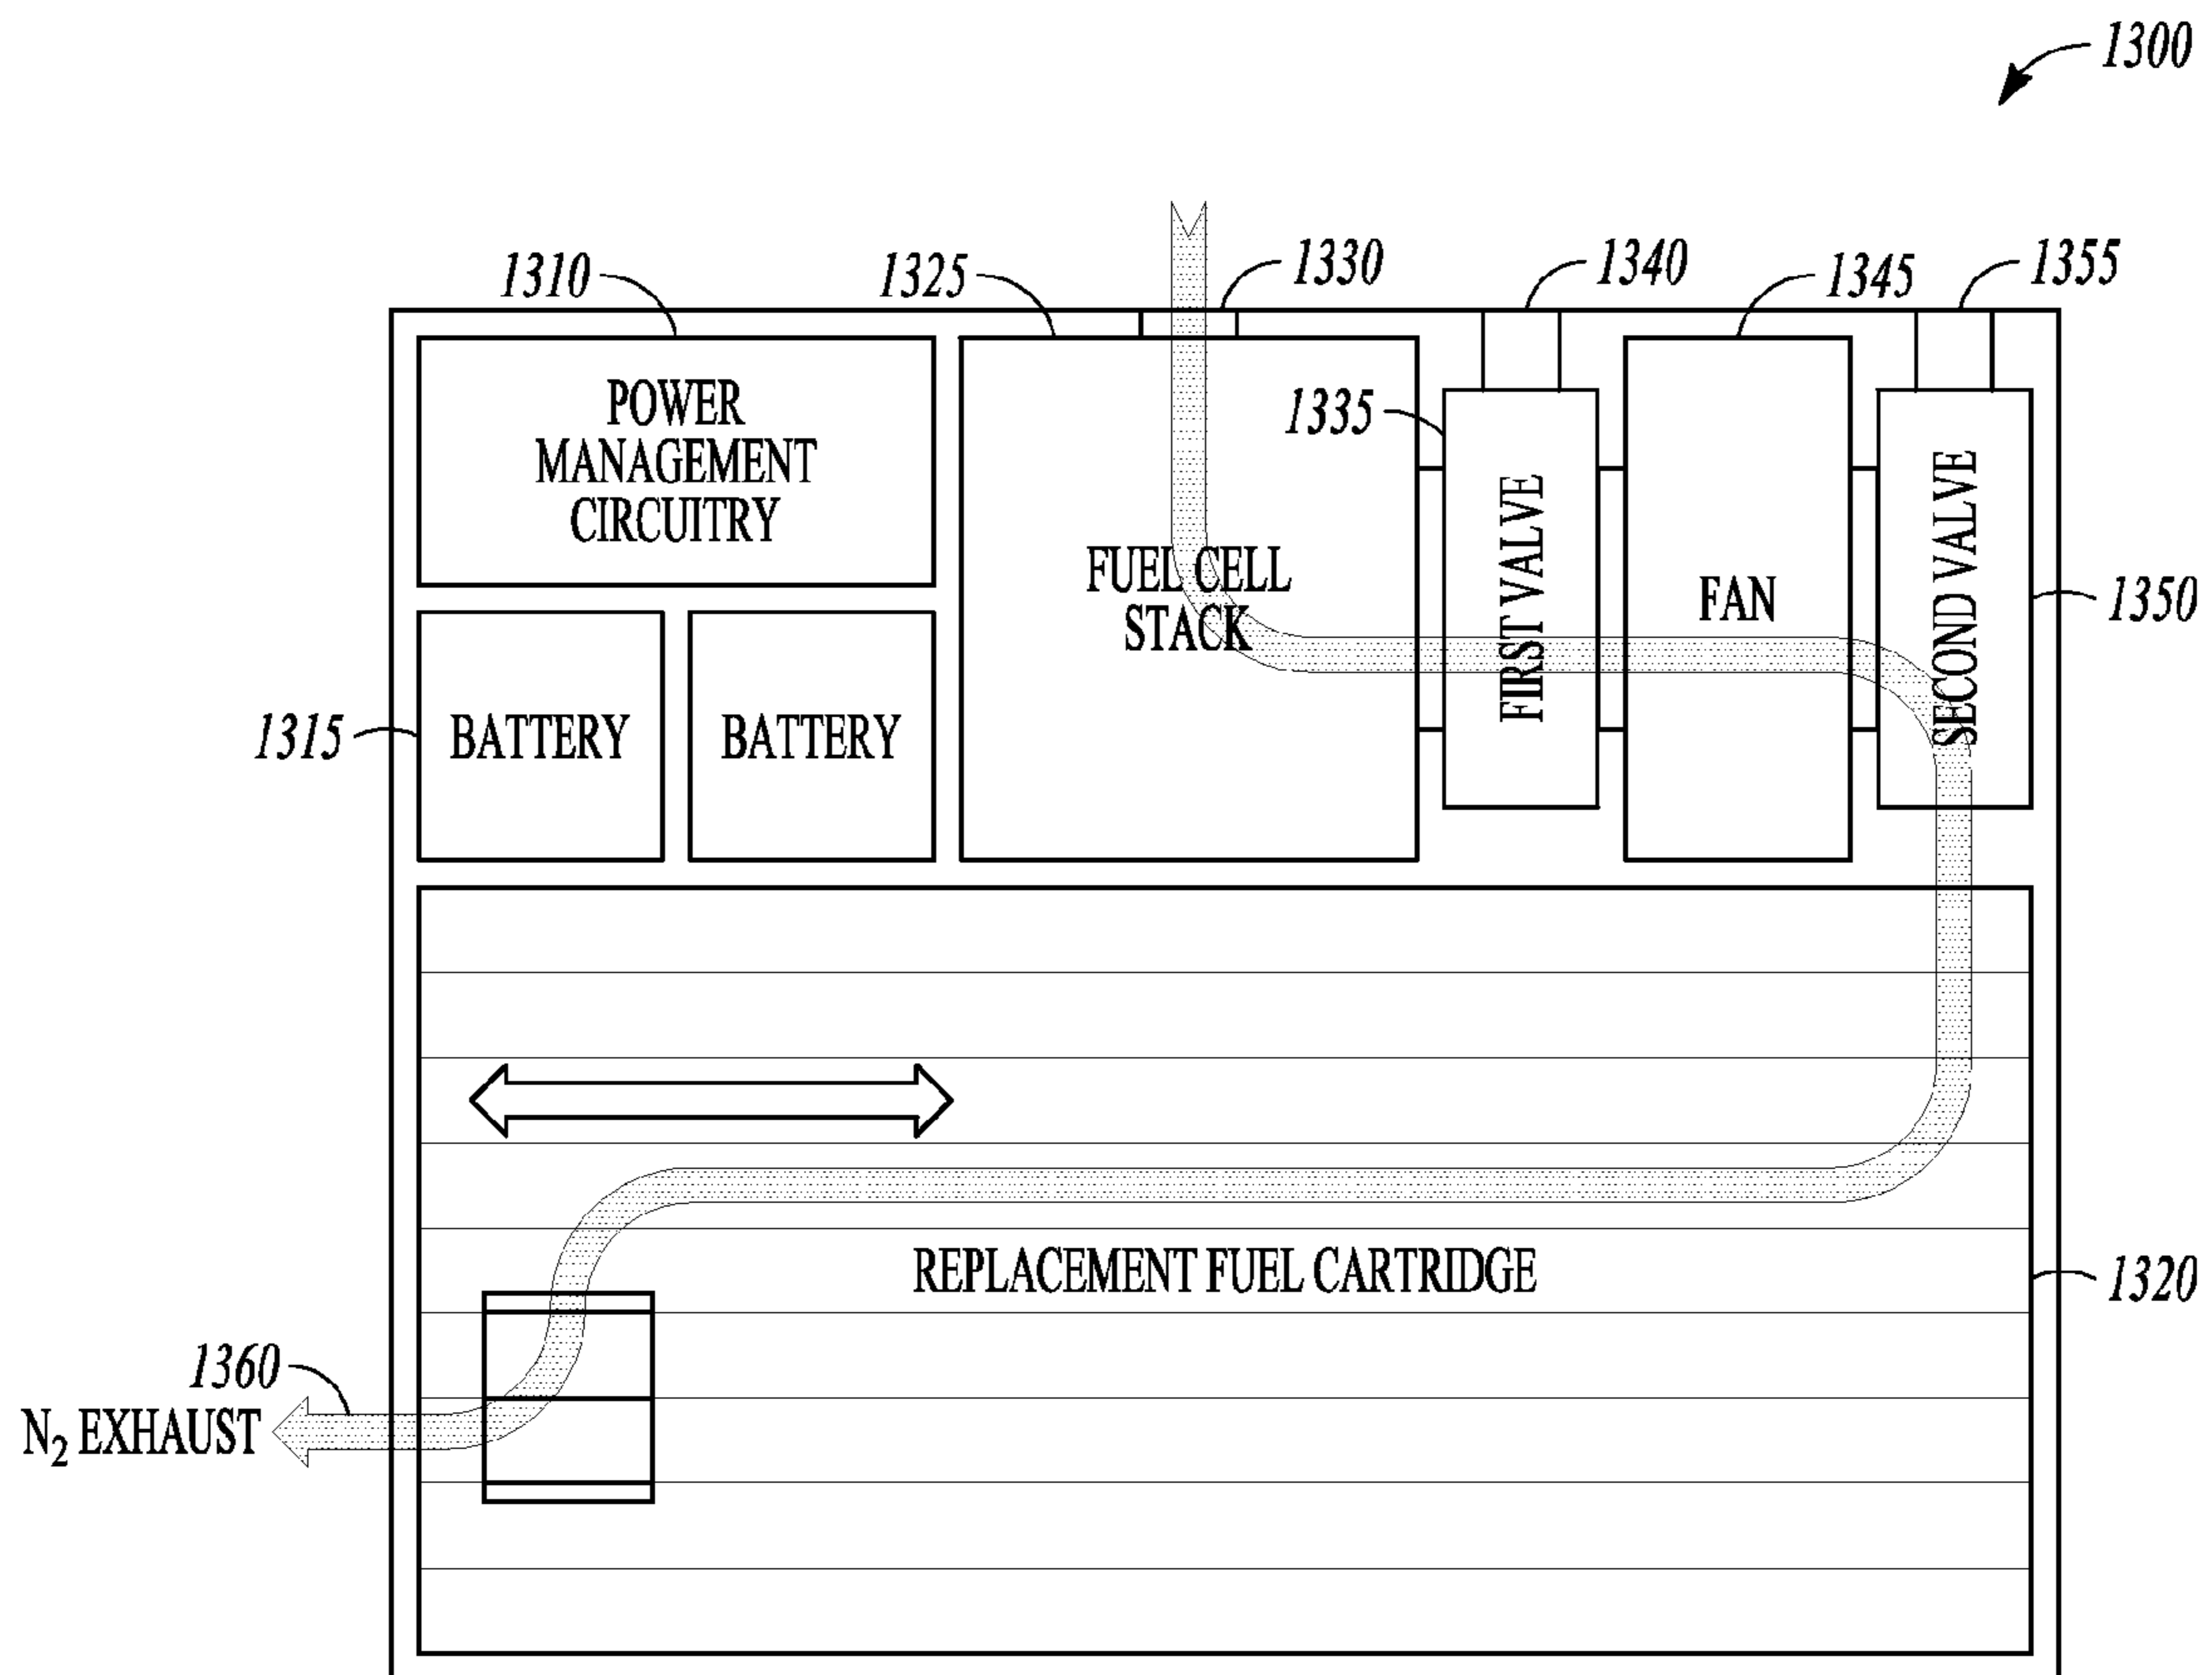 1300
1310
1325
1330
1340
1345
1355
POWER
MANAGEMENT
CIRCUITRY
1335
FUEL CELL
STACK
FIRST VALVE
FAN
SECOND VALVE
1350
1315
BATTERY
BATTERY
REPLACEMENT FUEL CARTRIDGE
1320
1360
N₂ EXHAUST